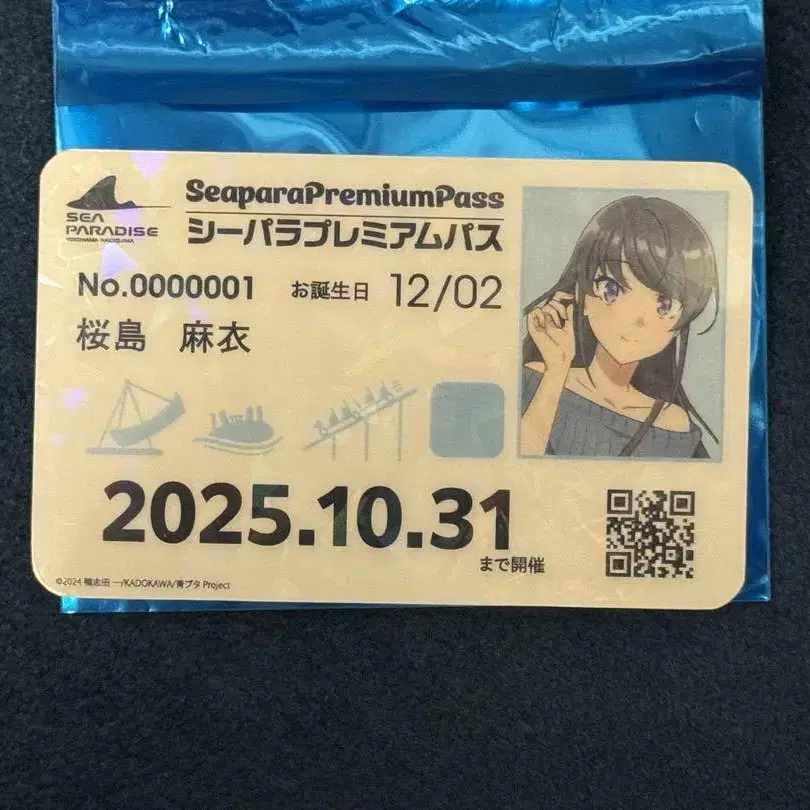 SeaparaPremiumPass
シーパラプレミアムパス
SEA
PARADISE
YOKOHAMA HAKKEIJIMA
No.0000001
お誕生日 12/02
桜島 麻衣
2025.10.31
まで開催
©2024 鴨志田 一/KADOKAWA/青ブタ Project